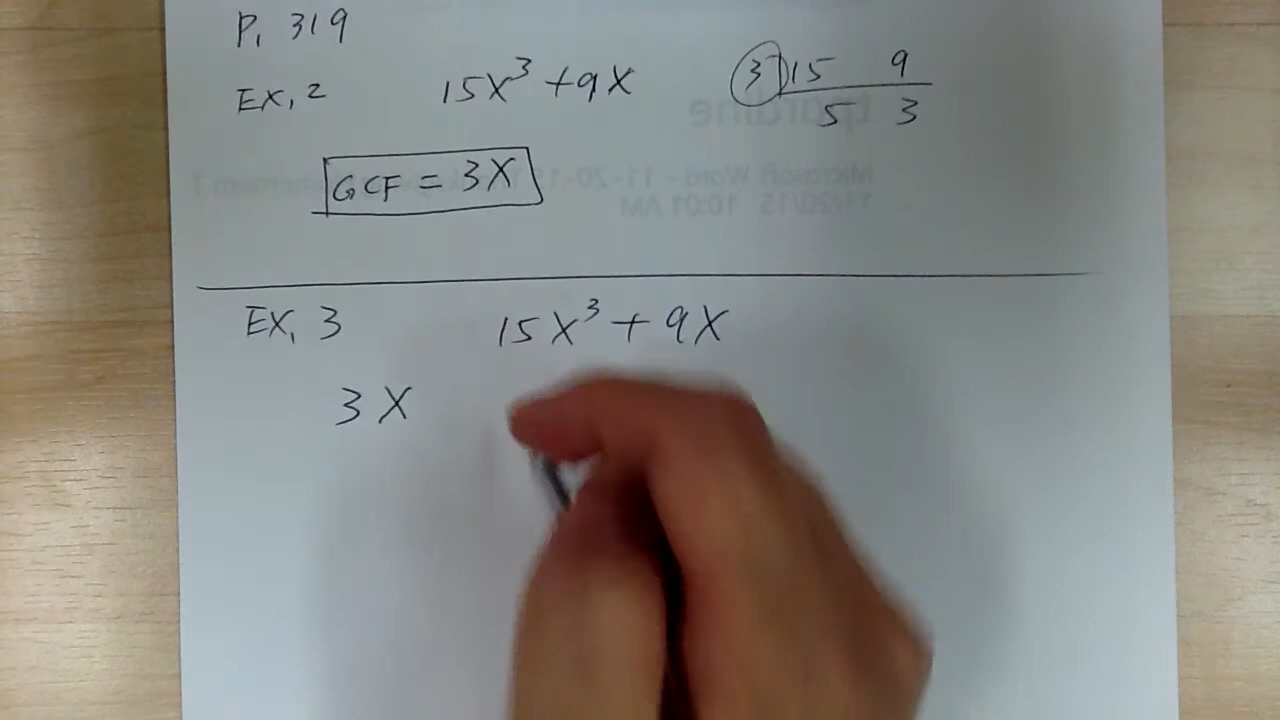 P, 319
EX, 2 15X³ + 9X 3 15 9
5 3
GCF = 3X
EX, 3 15X³ + 9X
3X